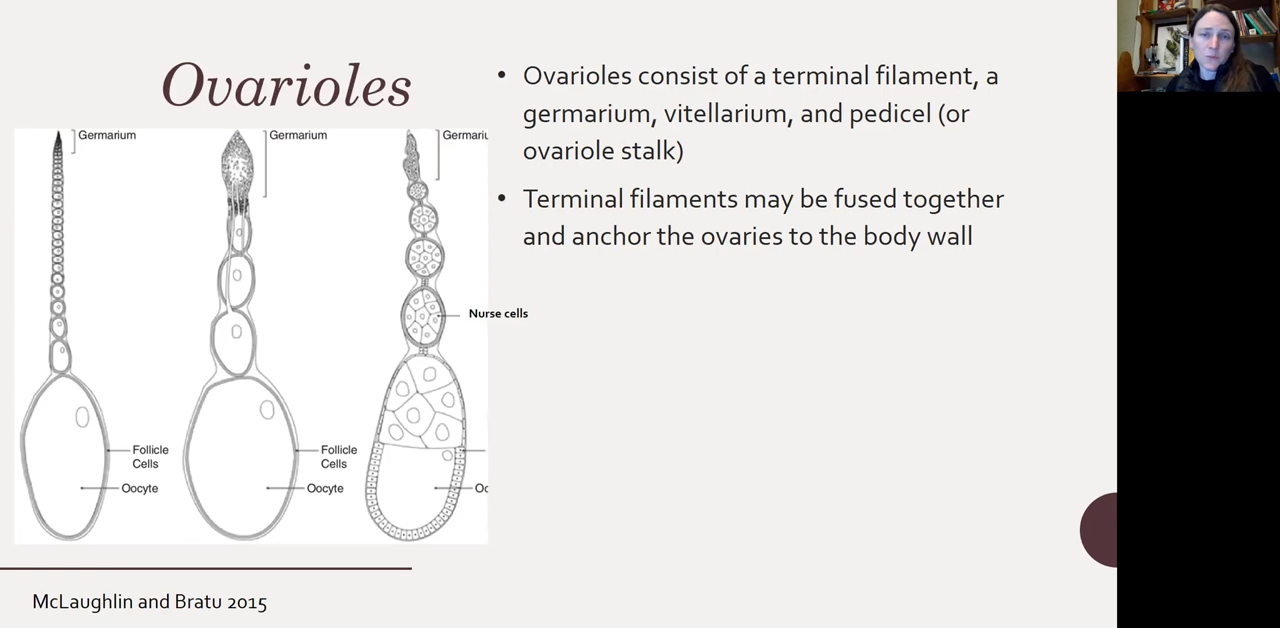 Ovarioles
• Ovarioles consist of a terminal filament, a
germarium, vitellarium, and pedicel (or
ovariole stalk)
• Terminal filaments may be fused together
and anchor the ovaries to the body wall
Germarium
Germarium
Germariu
Nurse cells
Follicle
Cells
Oocyte
Follicle
Cells
Oocyte
Oc
McLaughlin and Bratu 2015